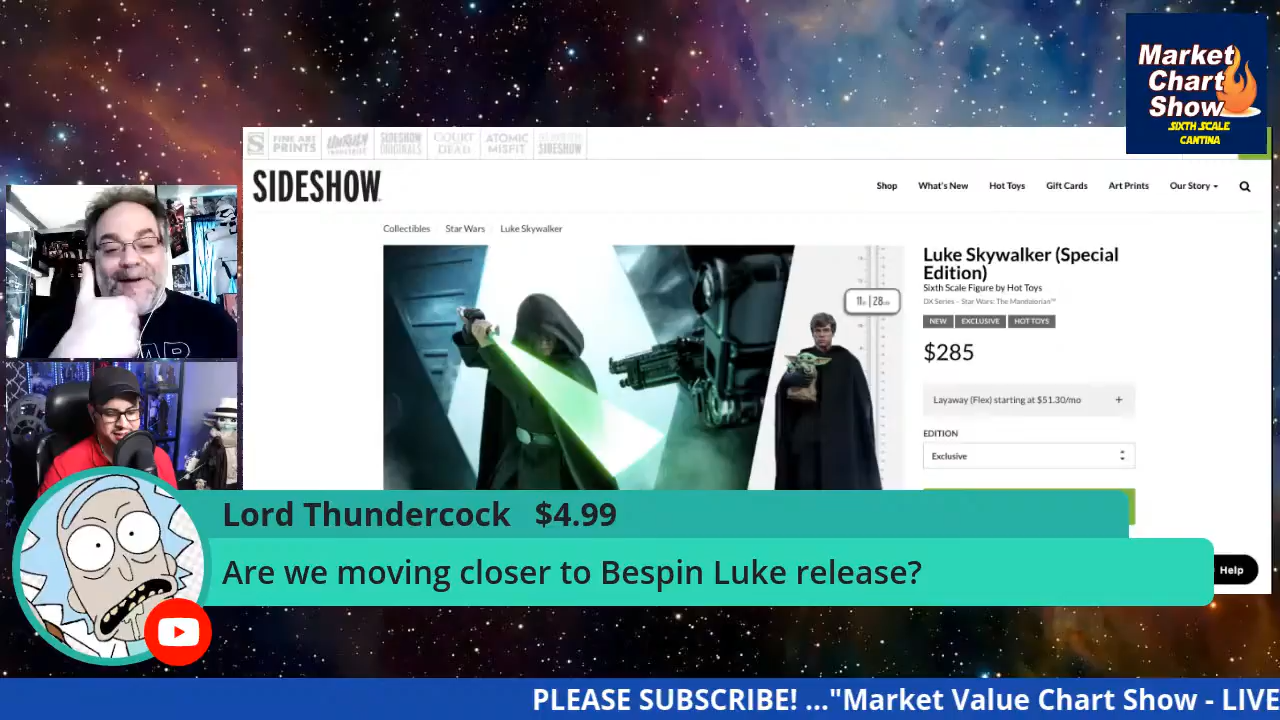 Market
Chart
Show
SIXTH SCALE
CANTINA
FINE ART
PRINTS
UNRULY
INDUSTRIES
SIDESHOW
ORIGINALS
COURT
DEAD
ATOMIC
MISFIT
SIDESHOW
SIDESHOW
Shop What's New Hot Toys Gift Cards Art Prints Our Story
Collectibles Star Wars Luke Skywalker
Luke Skywalker (Special
Edition)
Sixth Scale Figure by Hot Toys
DX Series - Star Wars: The Mandalorian™
NEW EXCLUSIVE HOT TOYS
$285
Layaway (Flex) starting at $51.30/mo +
EDITION
Exclusive
Help
Lord Thundercock $4.99
Are we moving closer to Bespin Luke release?
PLEASE SUBSCRIBE! ..."Market Value Chart Show - LIVE